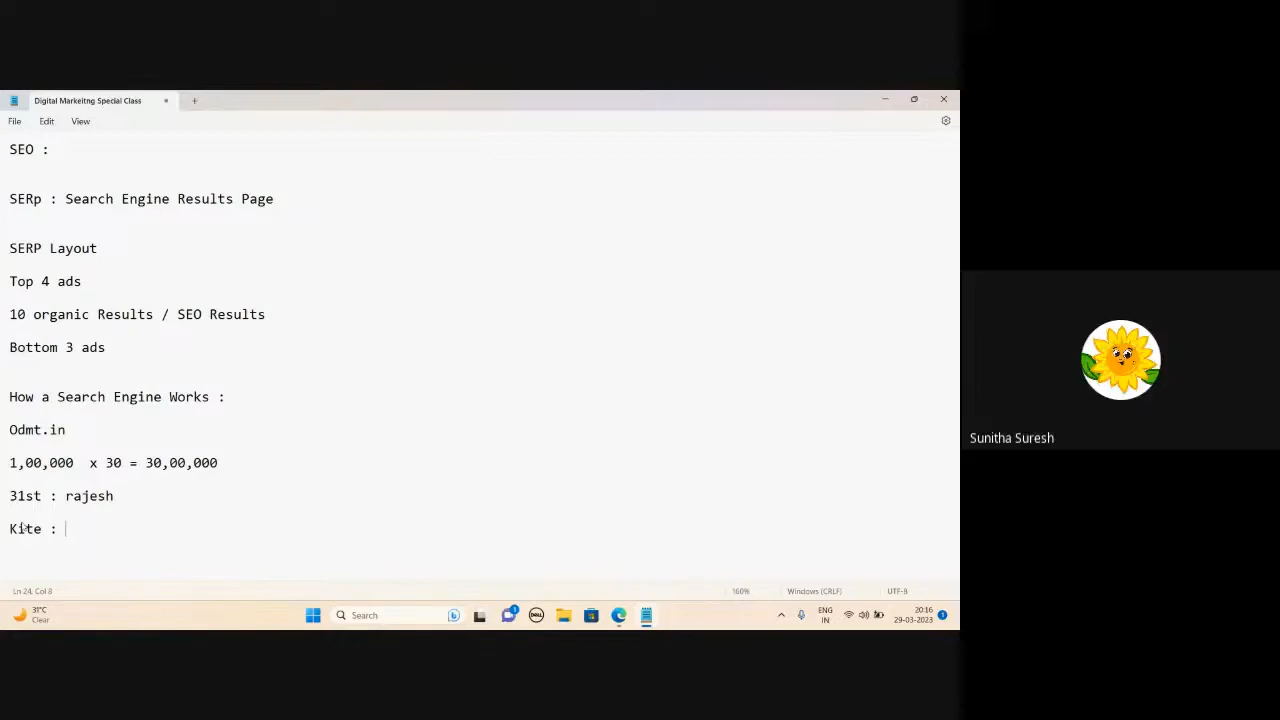 Digital Markeitng Special Class
File Edit View
SEO :
SERp : Search Engine Results Page
SERP Layout
Top 4 ads
10 organic Results / SEO Results
Bottom 3 ads
How a Search Engine Works :
Odmt.in
1,00,000 x 30 = 30,00,000
31st : rajesh
Kite :
Ln 24, Col 8 160% Windows (CRLF) UTF-8
31°C
Clear
Search
DELL
1
ENG
IN
20:16
29-03-2023
1
Sunitha Suresh